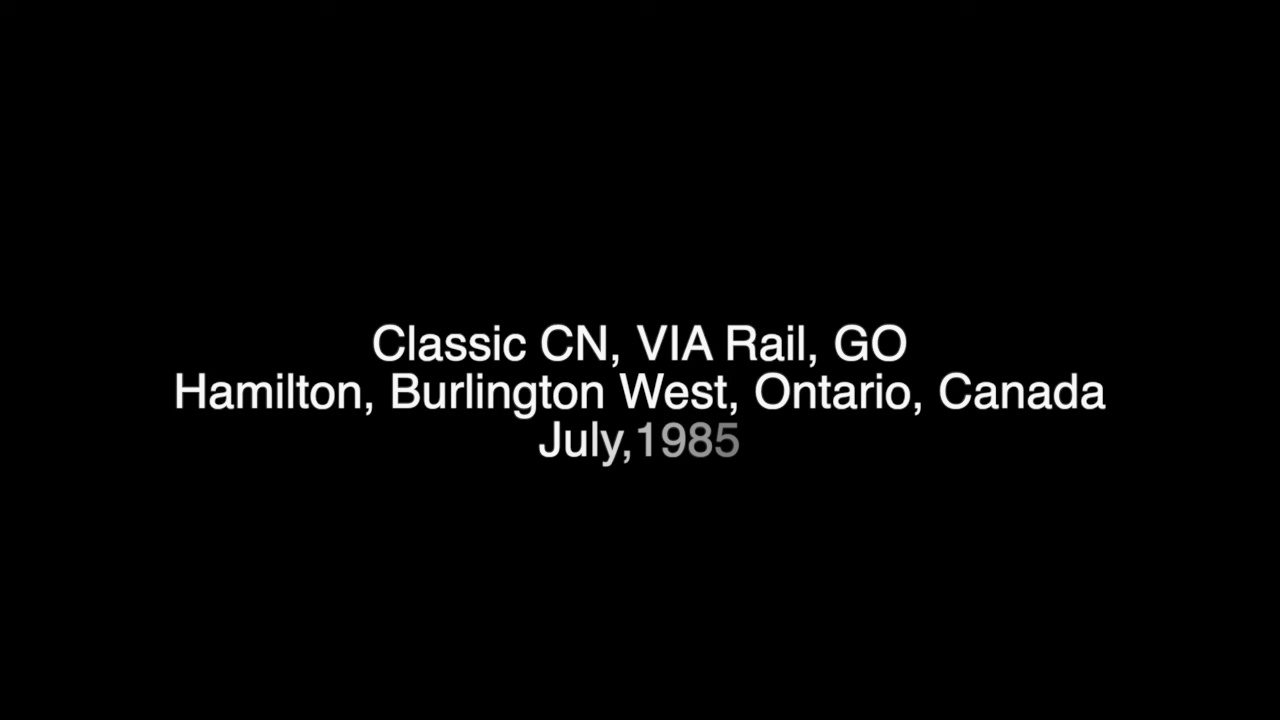 Classic CN, VIA Rail, GO
Hamilton, Burlington West, Ontario, Canada
July,1985